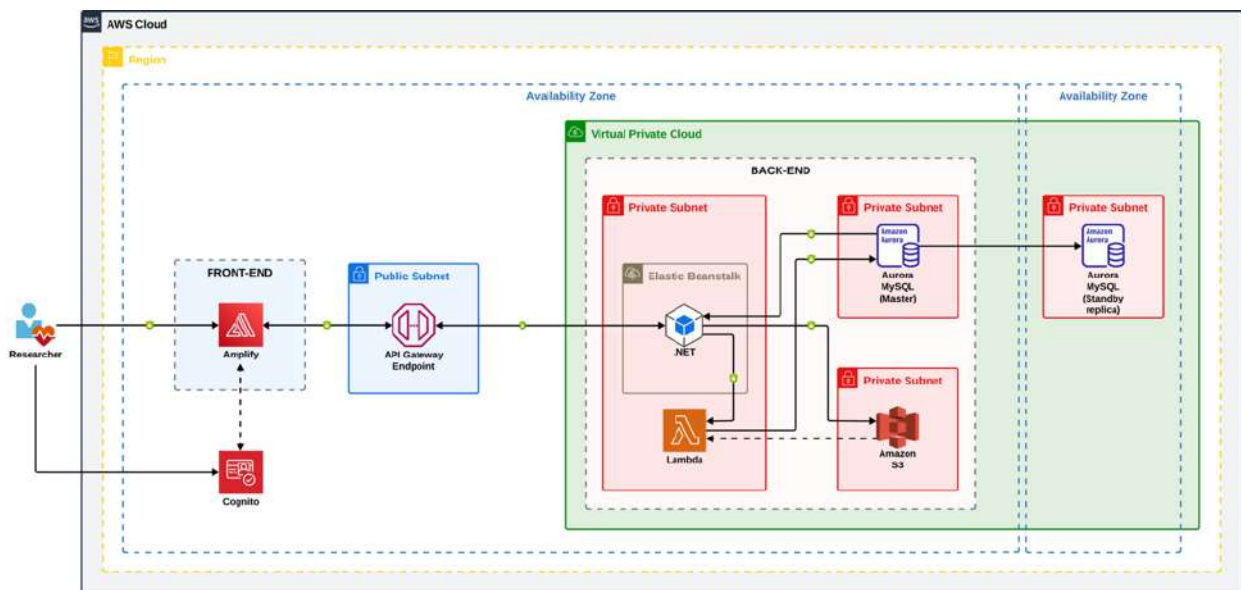 aws
AWS Cloud
Region
Availability Zone
Availability Zone
Virtual Private Cloud
BACK-END
Private Subnet
Private Subnet
Private Subnet
Amazon
Aurora
Aurora
MySQL
(Master)
Amazon
Aurora
Aurora
MySQL
(Standby
replica)
FRONT-END
Public Subnet
Elastic Beanstalk
Researcher
Amplify
API Gateway
Endpoint
.NET
Private Subnet
Lambda
Amazon
S3
Cognito